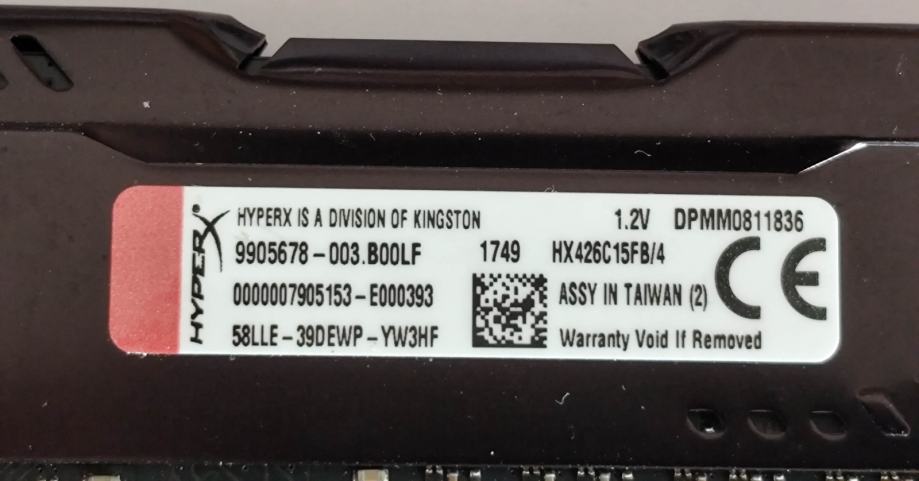 HYPERX
HYPERX IS A DIVISION OF KINGSTON 1.2V DPMM0811836
9905678-003.B00LF 1749 HX426C15FB/4
0000007905153-E000393 ASSY IN TAIWAN (2) CE
58LLE-39DEWP-YW3HF Warranty Void If Removed